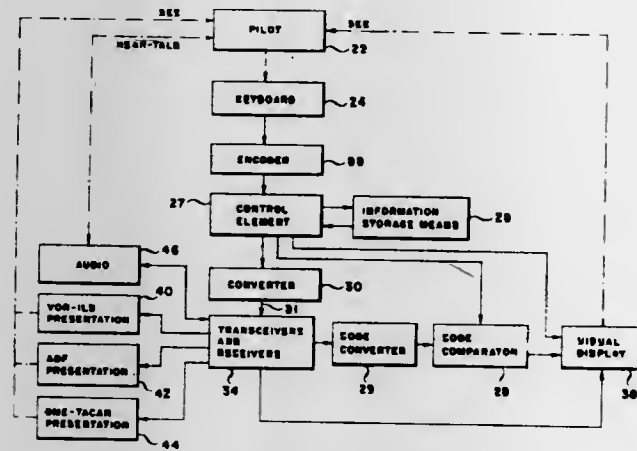 SEE
SEE
PILOT
22
HEAR-TALK
KEYBOARD
24
ENCODER
99
27
CONTROL
ELEMENT
INFORMATION
STORAGE MEANS
46
AUDIO
40
CONVERTER
30
31
VOR-ILS
PRESENTATION
TRANSCEIVERS
AND
RECEIVERS
CODE
CONVERTER
CODE
COMPARATOR
VISUAL
DISPLAY
ADF PRESENTATION
42
34
29
28
38
DME-TACAN
PRESENTATION
44